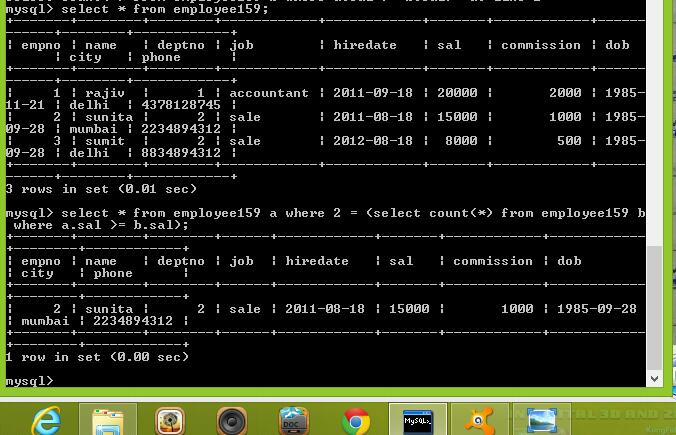 mysql> select * from employee159;
| empno | name | deptno | job | hiredate | sal | commission | dob
| city | phone |
| 1 | rajiv | 1 | accountant | 2011-09-18 | 20000 | 2000 | 1985-
11-21 | delhi | 4378128745 |
| 2 | sunita | 2 | sale | 2011-08-18 | 15000 | 1000 | 1985-
09-28 | mumbai | 2234894312 |
| 3 | sumit | 2 | sale | 2012-08-18 | 8000 | 500 | 1985-
09-28 | delhi | 8834894312 |
3 rows in set (0.01 sec)
mysql> select * from employee159 a where 2 = (select count(*) from employee159 b
where a.sal >= b.sal);
| empno | name | deptno | job | hiredate | sal | commission | dob
| city | phone |
| 2 | sunita | 2 | sale | 2011-08-18 | 15000 | 1000 | 1985-09-28
| mumbai | 2234894312 |
1 row in set (0.00 sec)
mysql>
DOC
MySQL>_